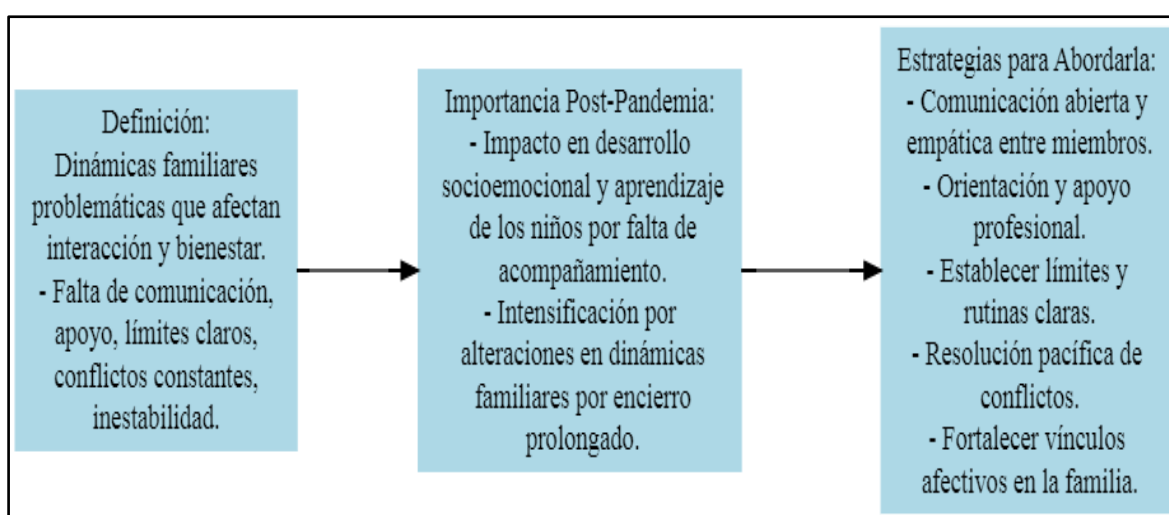 Definición:
Dinámicas familiares
problemáticas que afectan
interacción y bienestar.
- Falta de comunicación,
apoyo, límites claros,
conflictos constantes,
inestabilidad.
Importancia Post-Pandemia:
- Impacto en desarrollo
socioemocional y aprendizaje
de los niños por falta de
acompañamiento.
- Intensificación por
alteraciones en dinámicas
familiares por encierro
prolongado.
Estrategias para Abordarla:
- Comunicación abierta y
empática entre miembros.
- Orientación y apoyo
profesional.
- Establecer límites y
rutinas claras.
- Resolución pacífica de
conflictos.
- Fortalecer vínculos
afectivos en la familia.